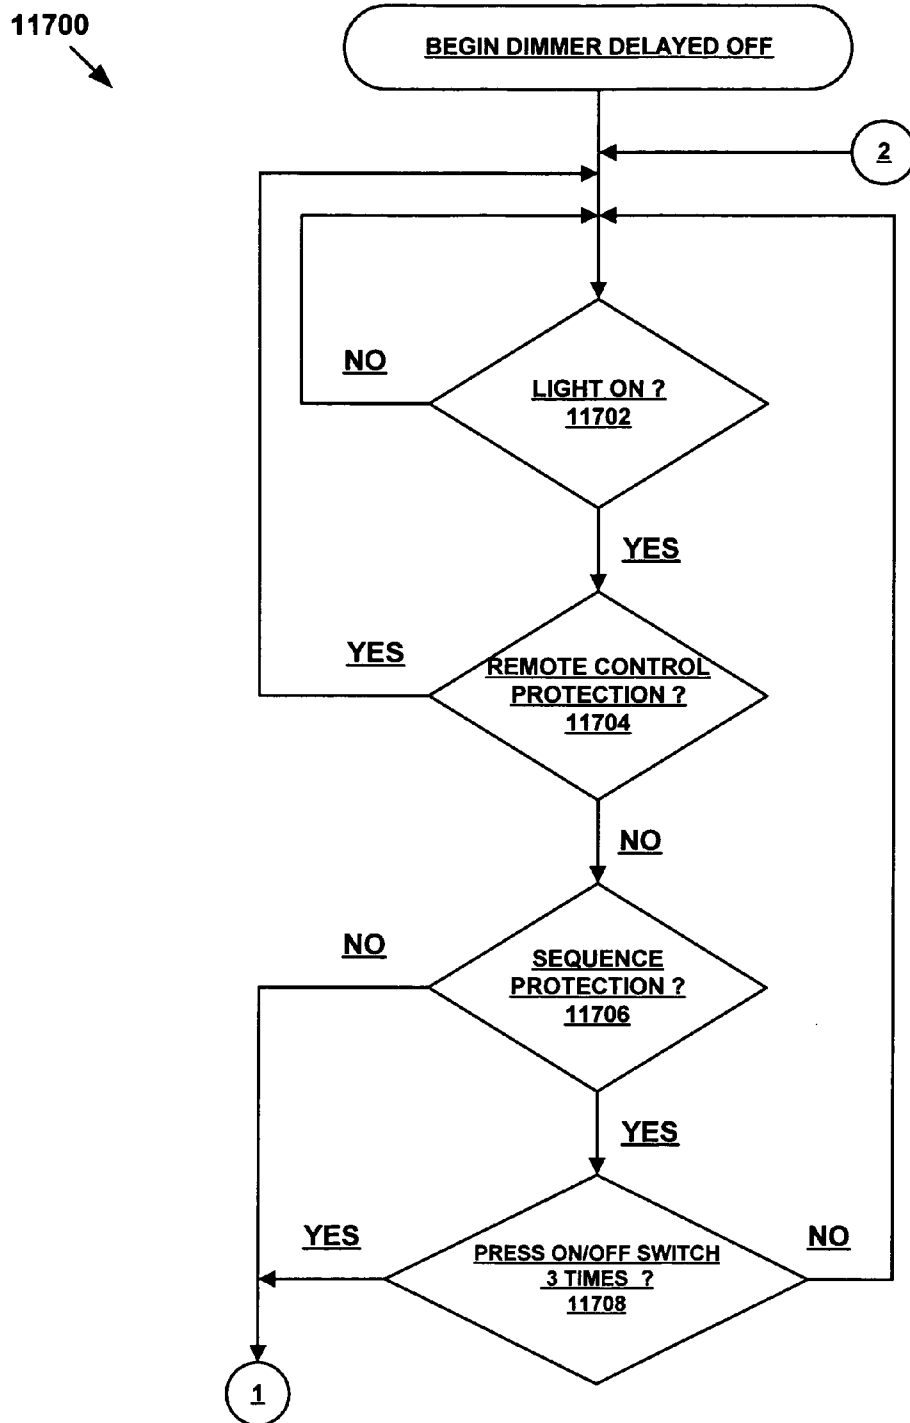 11700
BEGIN DIMMER DELAYED OFF
2
NO
LIGHT ON ?
11702
YES
YES
REMOTE CONTROL
PROTECTION ?
11704
NO
NO
SEQUENCE
PROTECTION ?
11706
YES
YES
PRESS ON/OFF SWITCH
3 TIMES ?
11708
NO
1